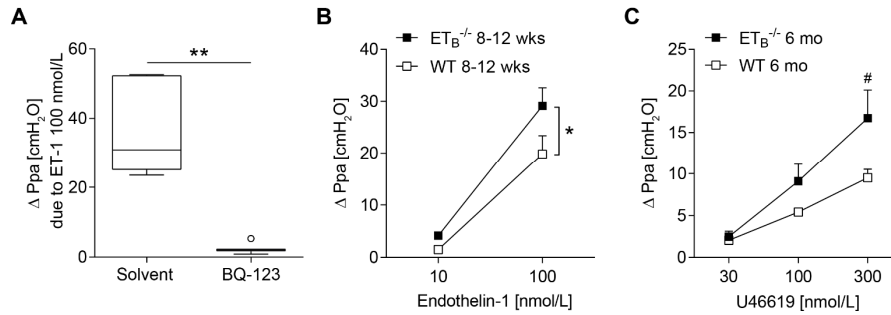 A
**
60
40
20
0
Δ Ppa [cmH₂O]
due to ET-1 100 nmol/L
Solvent
BQ-123
B
ET_B⁻/⁻ 8-12 wks
WT 8-12 wks
40
30
20
10
0
Δ Ppa [cmH₂O]
*
10
100
Endothelin-1 [nmol/L]
C
ET_B⁻/⁻ 6 mo
WT 6 mo
25
20
15
10
5
0
Δ Ppa [cmH₂O]
#
30
100
300
U46619 [nmol/L]